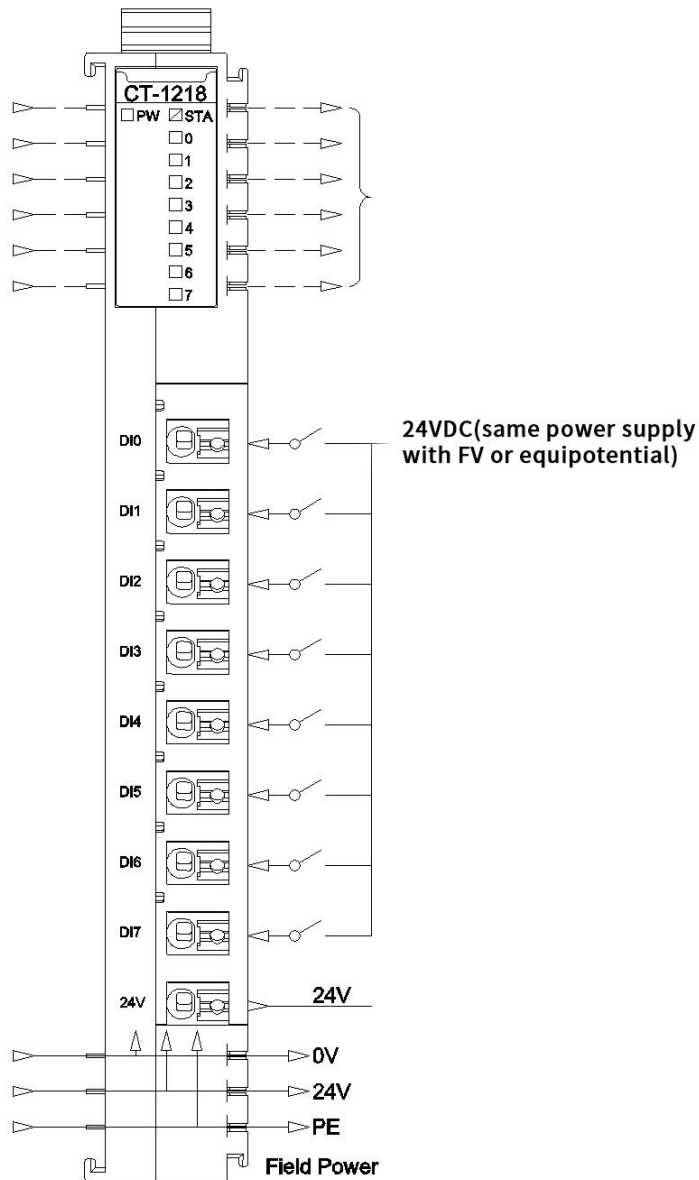 CT-1218
PW STA
0
1
2
3
4
5
6
7
DI0
24VDC(same power supply
with FV or equipotential)
DI1
DI2
DI3
DI4
DI5
DI6
DI7
24V 24V
0V
24V
PE
Field Power